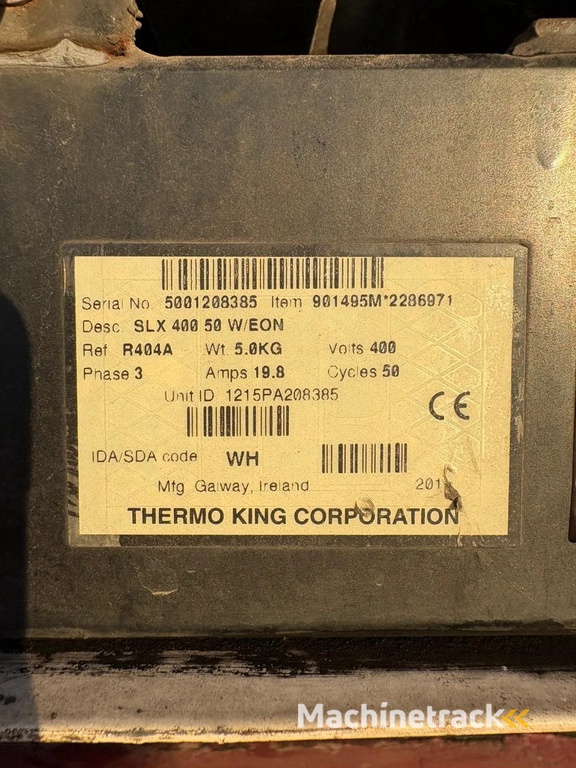 Serial No. 5001208385 Item 901495M*2286971
Desc. SLX 400 50 W/EON
Ref. R404A Wt. 5.0KG Volts 400
Phase 3 Amps 19.8 Cycles 50
Unit ID 1215PA208385
CE
IDA/SDA code WH
Mfg. Galway, Ireland
THERMO KING CORPORATION
Machinetrack